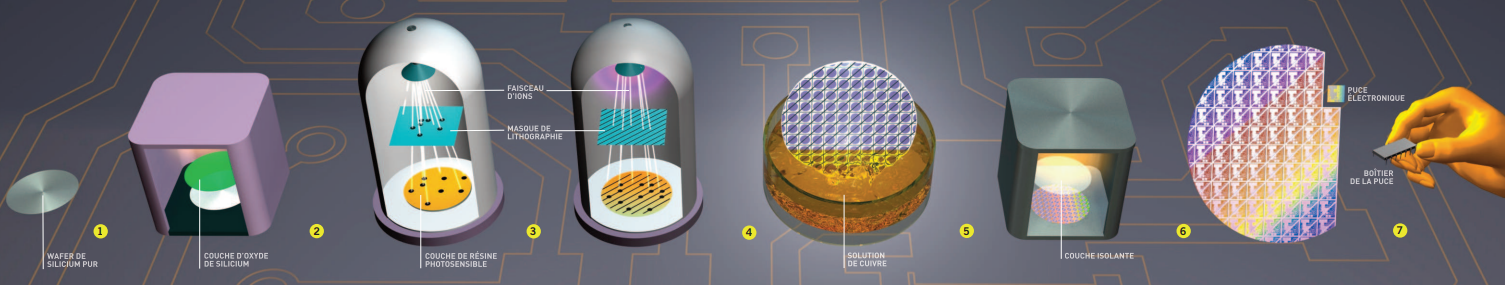 WAFER DE
SILICIUM PUR
1
COUCHE D'OXYDE
DE SILICIUM
2
FAISCEAU
D'IONS
MASQUE DE
LITHOGRAPHIE
COUCHE DE RÉSINE
PHOTOSENSIBLE
3
4
SOLUTION
DE CUIVRE
5
COUCHE ISOLANTE
6
PUCE
ÉLECTRONIQUE
BOÎTIER
DE LA PUCE
7